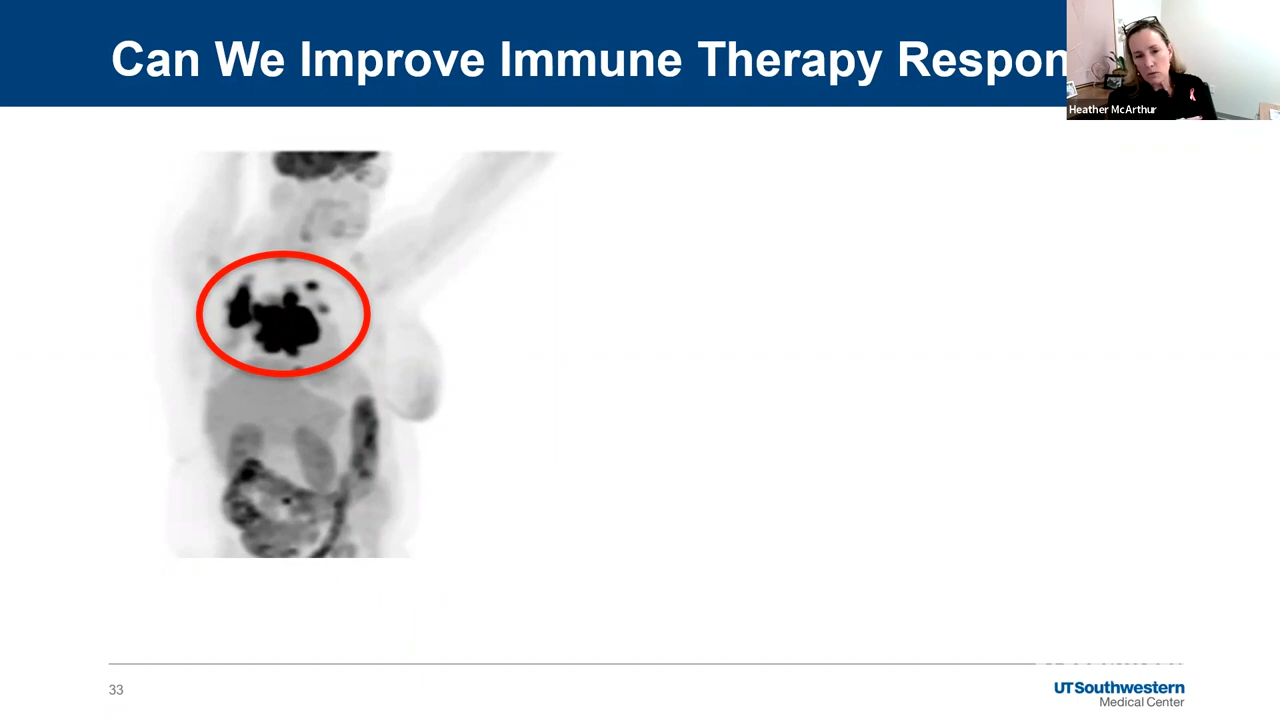 Can We Improve Immune Therapy Respon
Heather McArthur
33
UTSouthwestern
Medical Center